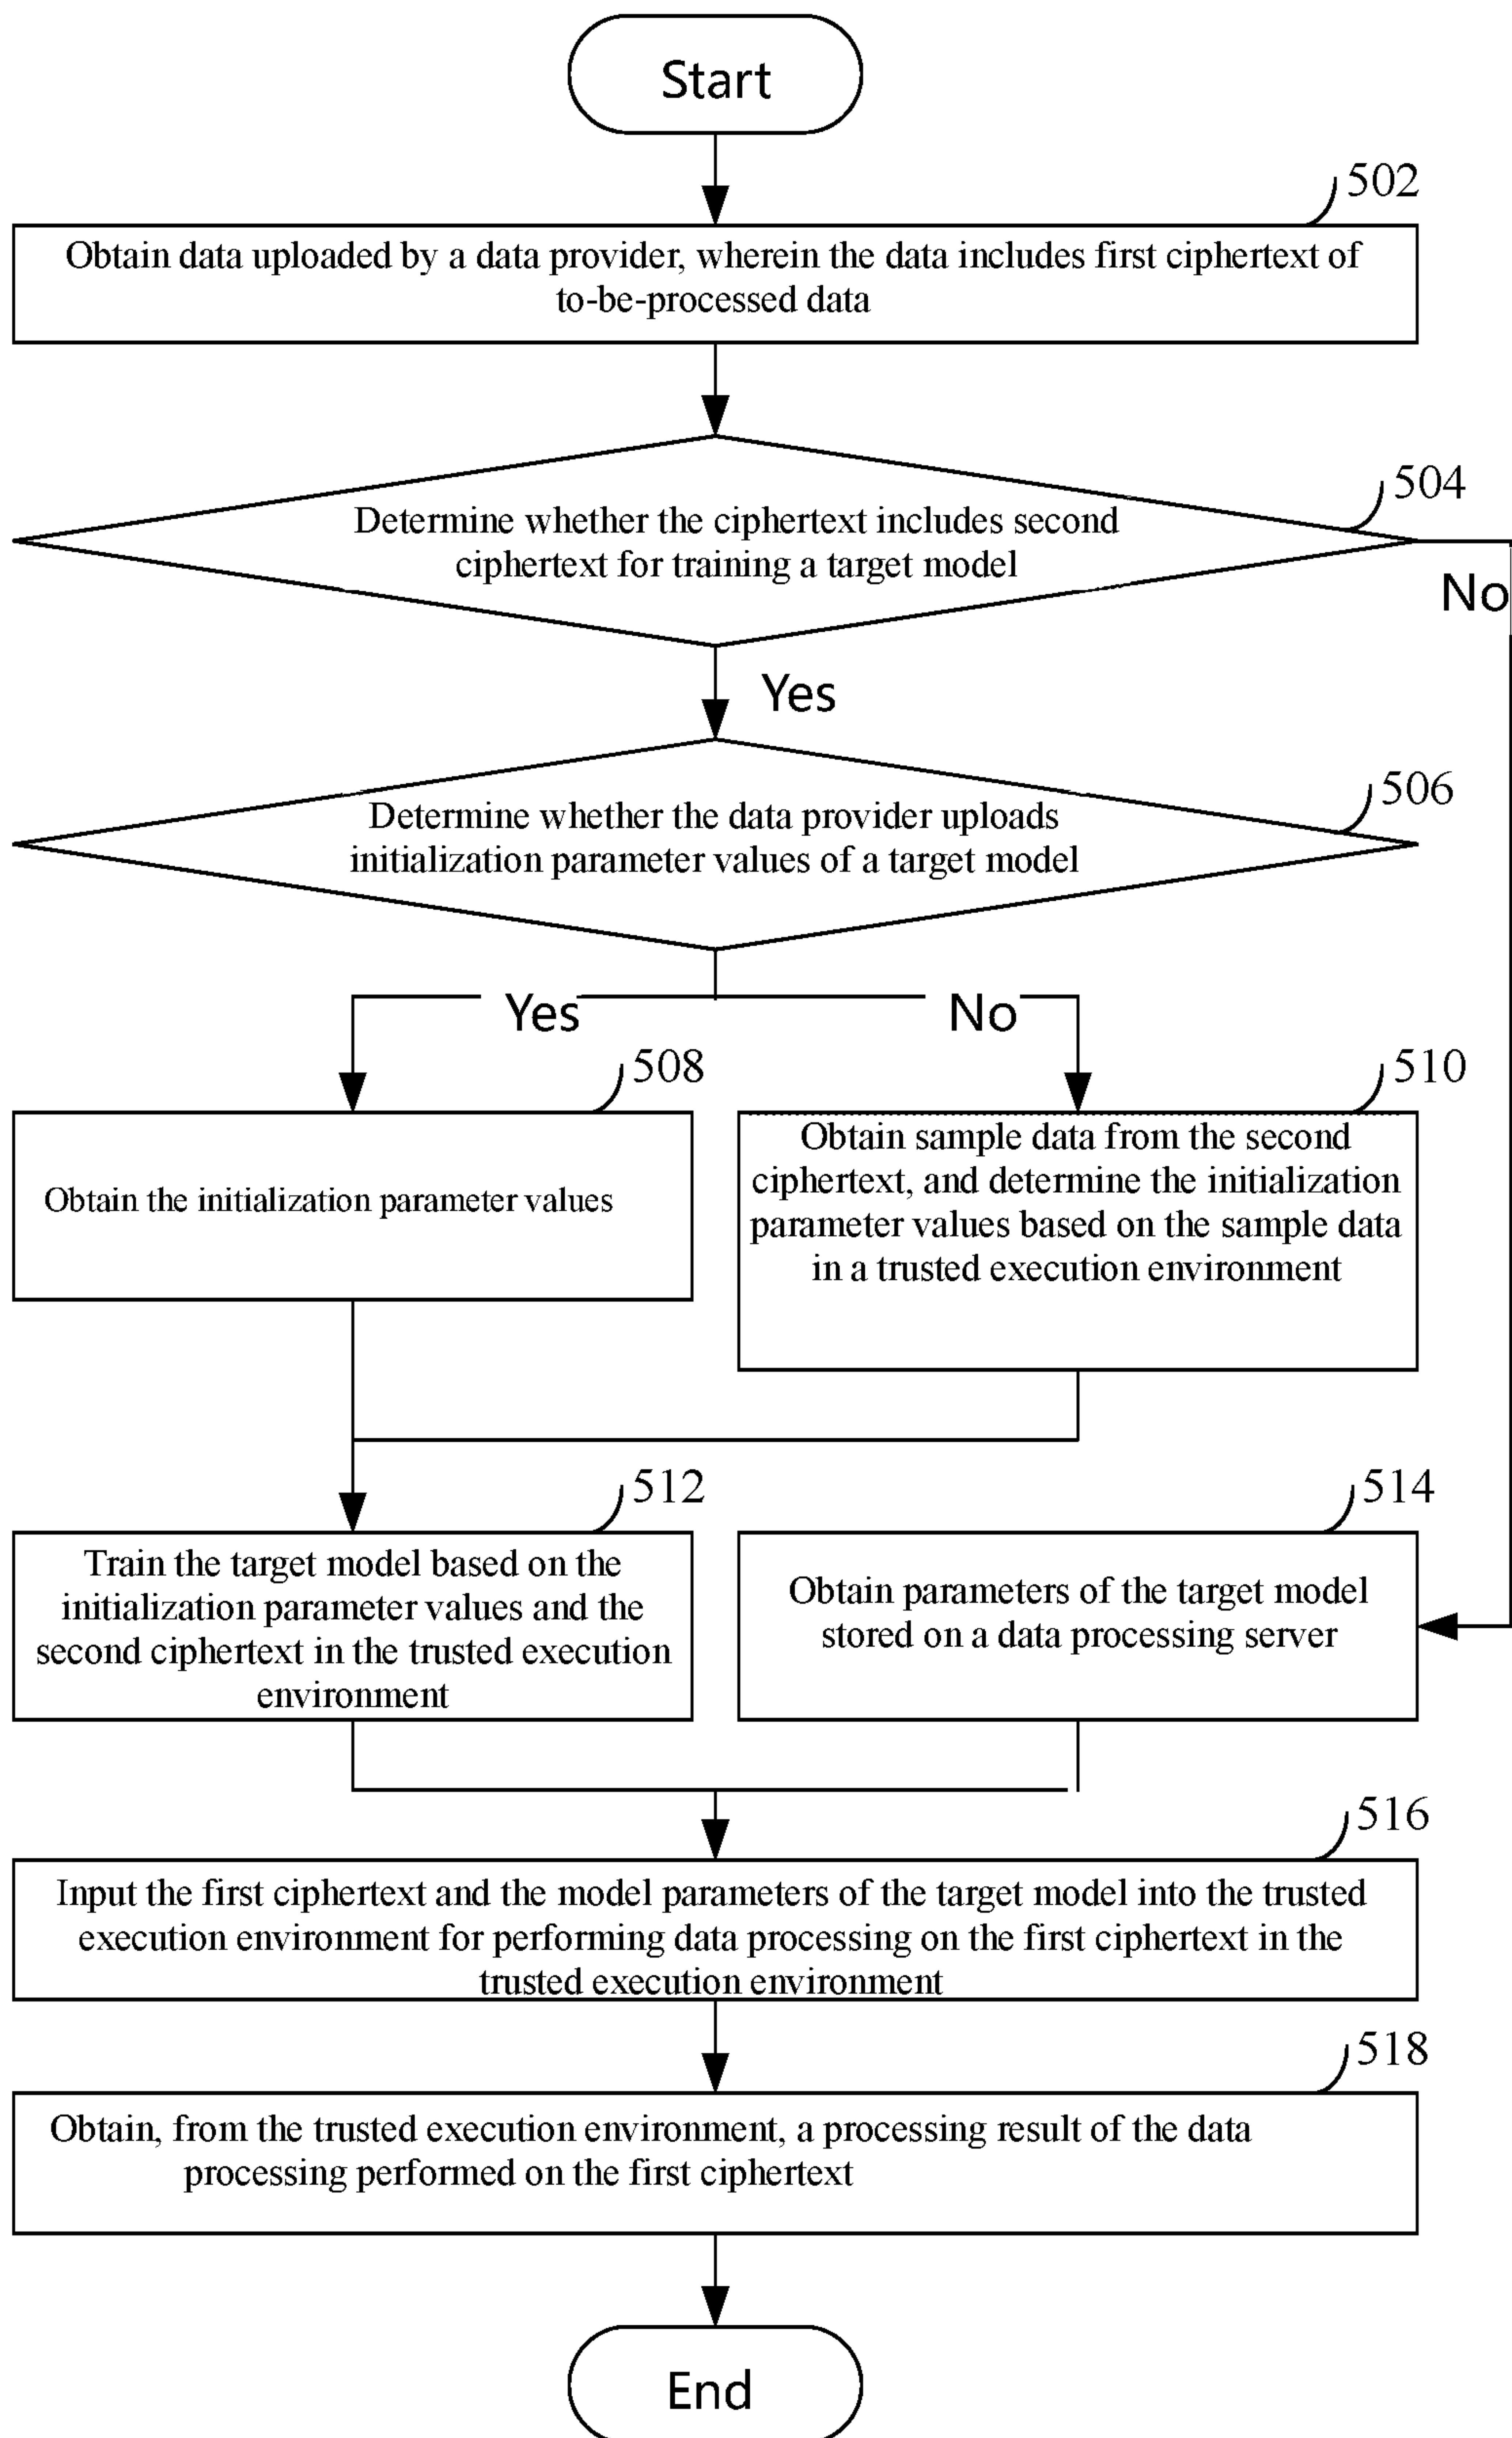 Start
502
Obtain data uploaded by a data provider, wherein the data includes first ciphertext of
to-be-processed data
504
Determine whether the ciphertext includes second
ciphertext for training a target model
No
Yes
506
Determine whether the data provider uploads
initialization parameter values of a target model
Yes
No
508
Obtain the initialization parameter values
510
Obtain sample data from the second
ciphertext, and determine the initialization
parameter values based on the sample data
in a trusted execution environment
512
Train the target model based on the
initialization parameter values and the
second ciphertext in the trusted execution
environment
514
Obtain parameters of the target model
stored on a data processing server
516
Input the first ciphertext and the model parameters of the target model into the trusted
execution environment for performing data processing on the first ciphertext in the
trusted execution environment
518
Obtain, from the trusted execution environment, a processing result of the data
processing performed on the first ciphertext
End